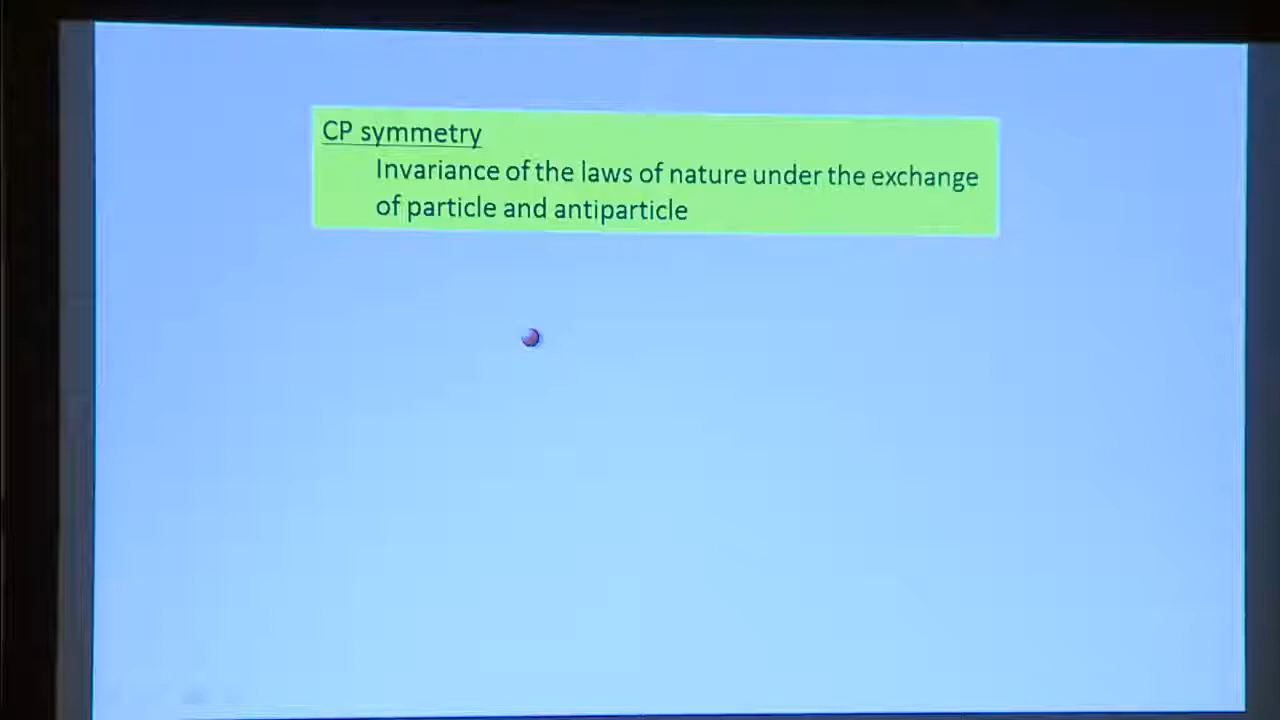 CP symmetry
Invariance of the laws of nature under the exchange
of particle and antiparticle